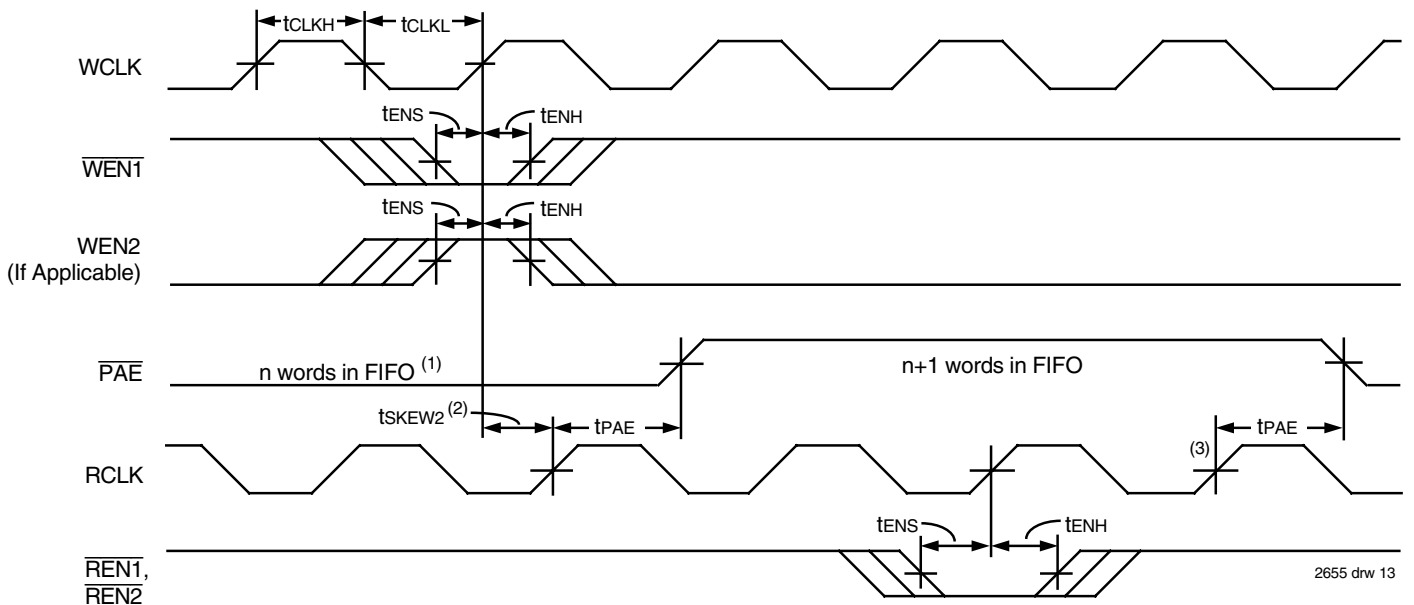 tCLKH tCLKL
WCLK
tENS tENH
WEN1
tENS tENH
WEN2
(If Applicable)
PAE
n words in FIFO (1)
n+1 words in FIFO
tSKEW2 (2) tPAE tPAE
RCLK
(3)
tENS tENH
REN1,
REN2
2655 drw 13